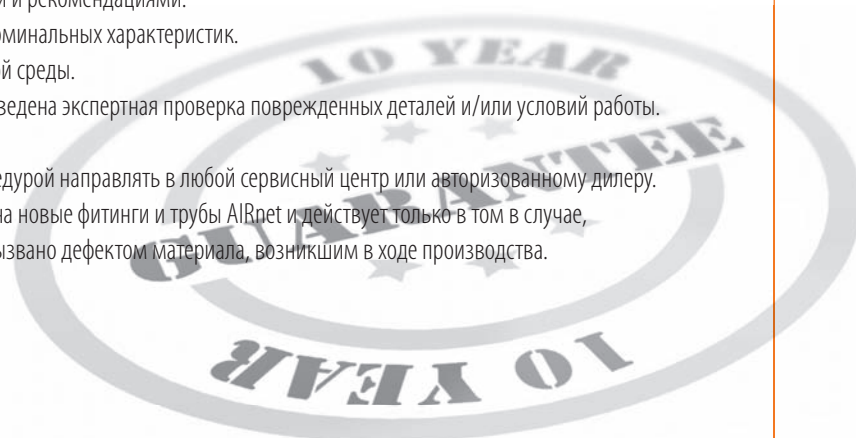 и рекомендациями.
оминальных характеристик.
ой среды.
ведена экспертная проверка поврежденных деталей и/или условий работы.
едурой направлять в любой сервисный центр или авторизованному дилеру.
на новые фитинги и трубы AIRnet и действует только в том в случае,
ызвано дефектом материала, возникшим в ходе производства.
10 YEAR
GUARANTEE
10 YEAR